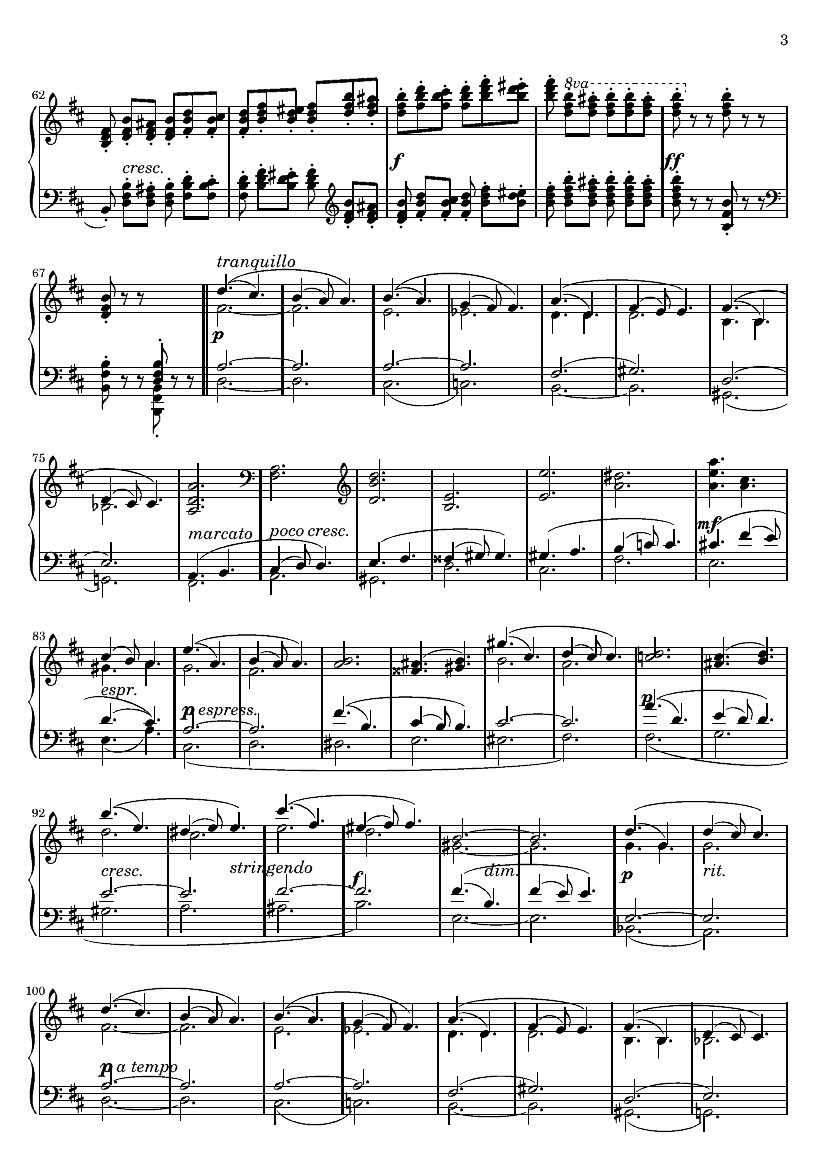 3
62
8va
cresc.
f
ff
67
tranquillo
p
75
marcato
poco cresc.
mf
83
espr.
p espress.
p
92
cresc.
stringendo
f
dim.
p
rit.
100
p a tempo